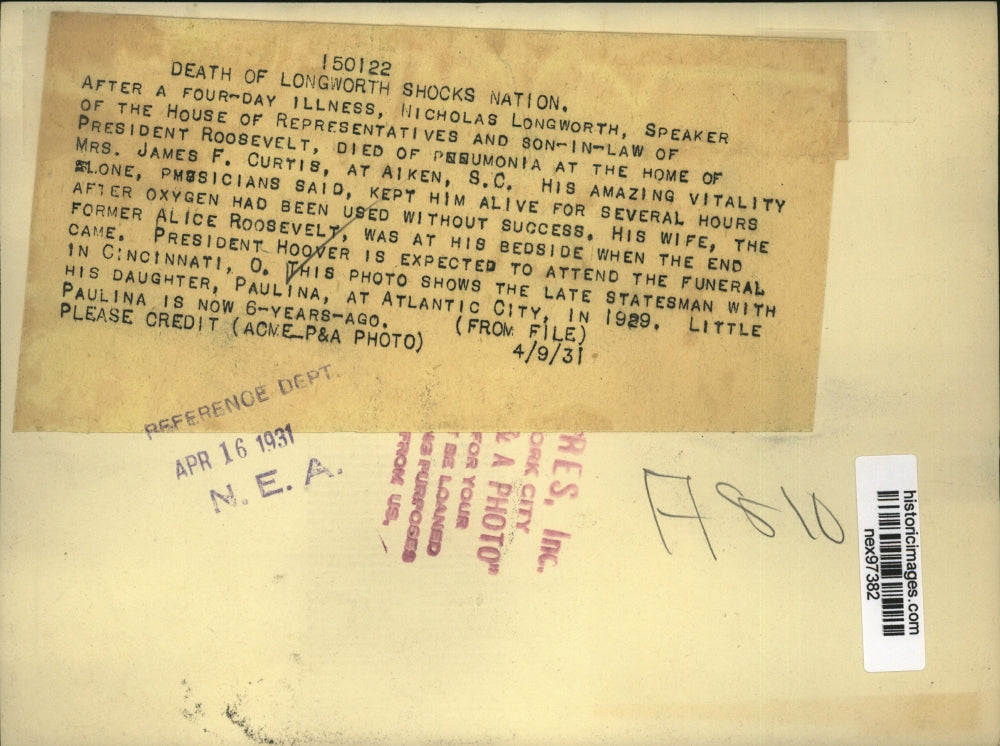 150122
DEATH OF LONGWORTH SHOCKS NATION.
AFTER A FOUR-DAY ILLNESS, NICHOLAS LONGWORTH, SPEAKER
OF THE HOUSE OF REPRESENTATIVES AND SON-IN-LAW OF
PRESIDENT ROOSEVELT, DIED OF PNEUMONIA AT THE HOME OF
MRS. JAMES F. CURTIS, AT AIKEN, S.C. HIS AMAZING VITALITY
ALONE, PHYSICIANS SAID, KEPT HIM ALIVE FOR SEVERAL HOURS
AFTER OXYGEN HAD BEEN USED WITHOUT SUCCESS. HIS WIFE, THE
FORMER ALICE ROOSEVELT, WAS AT HIS BEDSIDE WHEN THE END
CAME. PRESIDENT HOOVER IS EXPECTED TO ATTEND THE FUNERAL
IN CINCINNATI, O. THIS PHOTO SHOWS THE LATE STATESMAN WITH
HIS DAUGHTER, PAULINA, AT ATLANTIC CITY, IN 1929. LITTLE
PAULINA IS NOW 6-YEARS-AGO. (FROM FILE)
PLEASE CREDIT (ACME-P&A PHOTO) 4/9/31
REFERENCE DEPT.
APR 16 1931
N. E. A.
RES, Inc.
ORK CITY
& A PHOTO"
FOR YOUR
T BE LOANED
NG PURPOSES
FROM US.
A 810
historicimages.com
nex97382